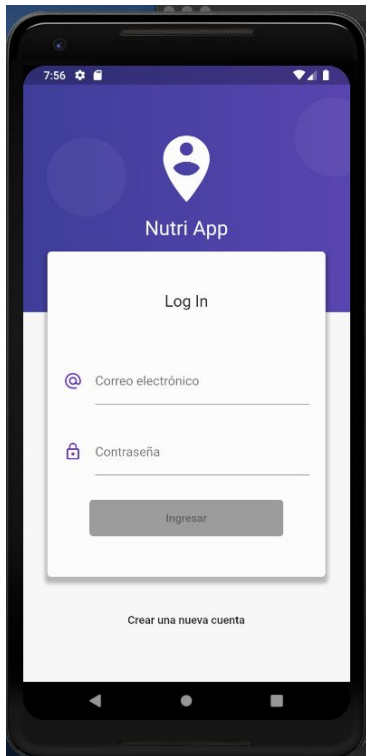 7:56
Nutri App
Log In
Correo electrónico
Contraseña
Ingresar
Crear una nueva cuenta